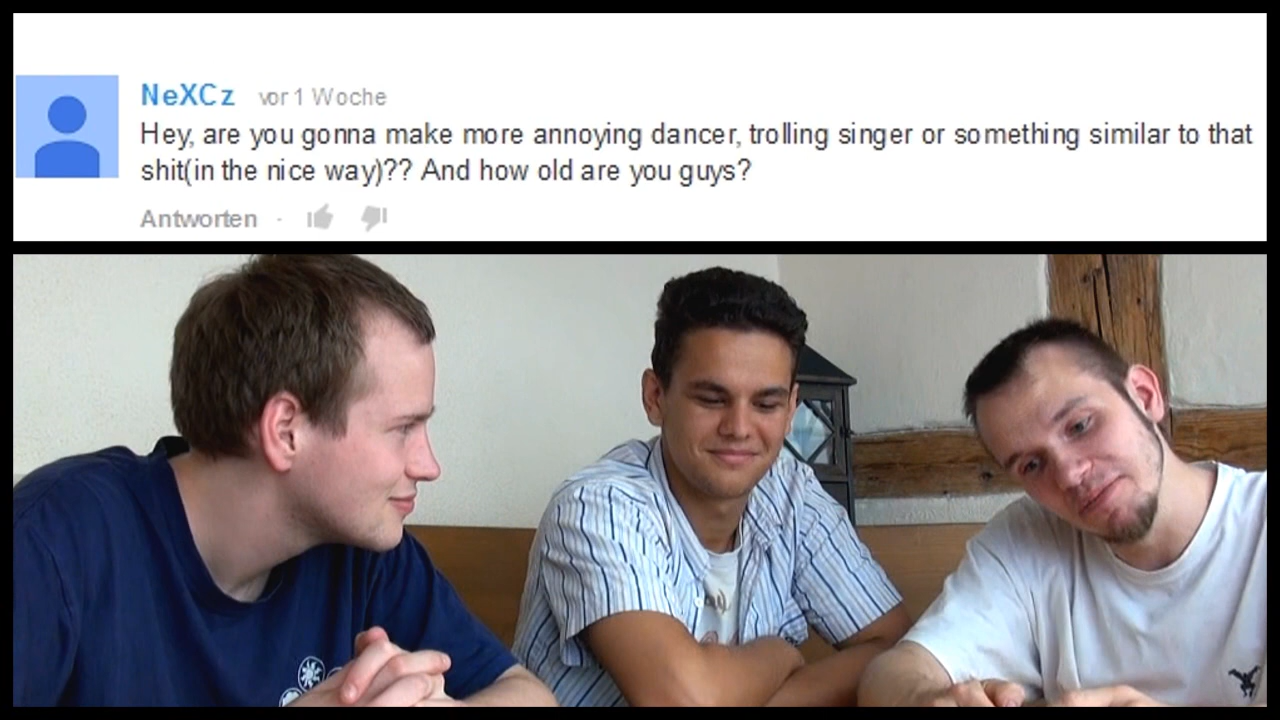 NeXCz vor 1 Woche
Hey, are you gonna make more annoying dancer, trolling singer or something similar to that
shit(in the nice way)?? And how old are you guys?
Antworten ·